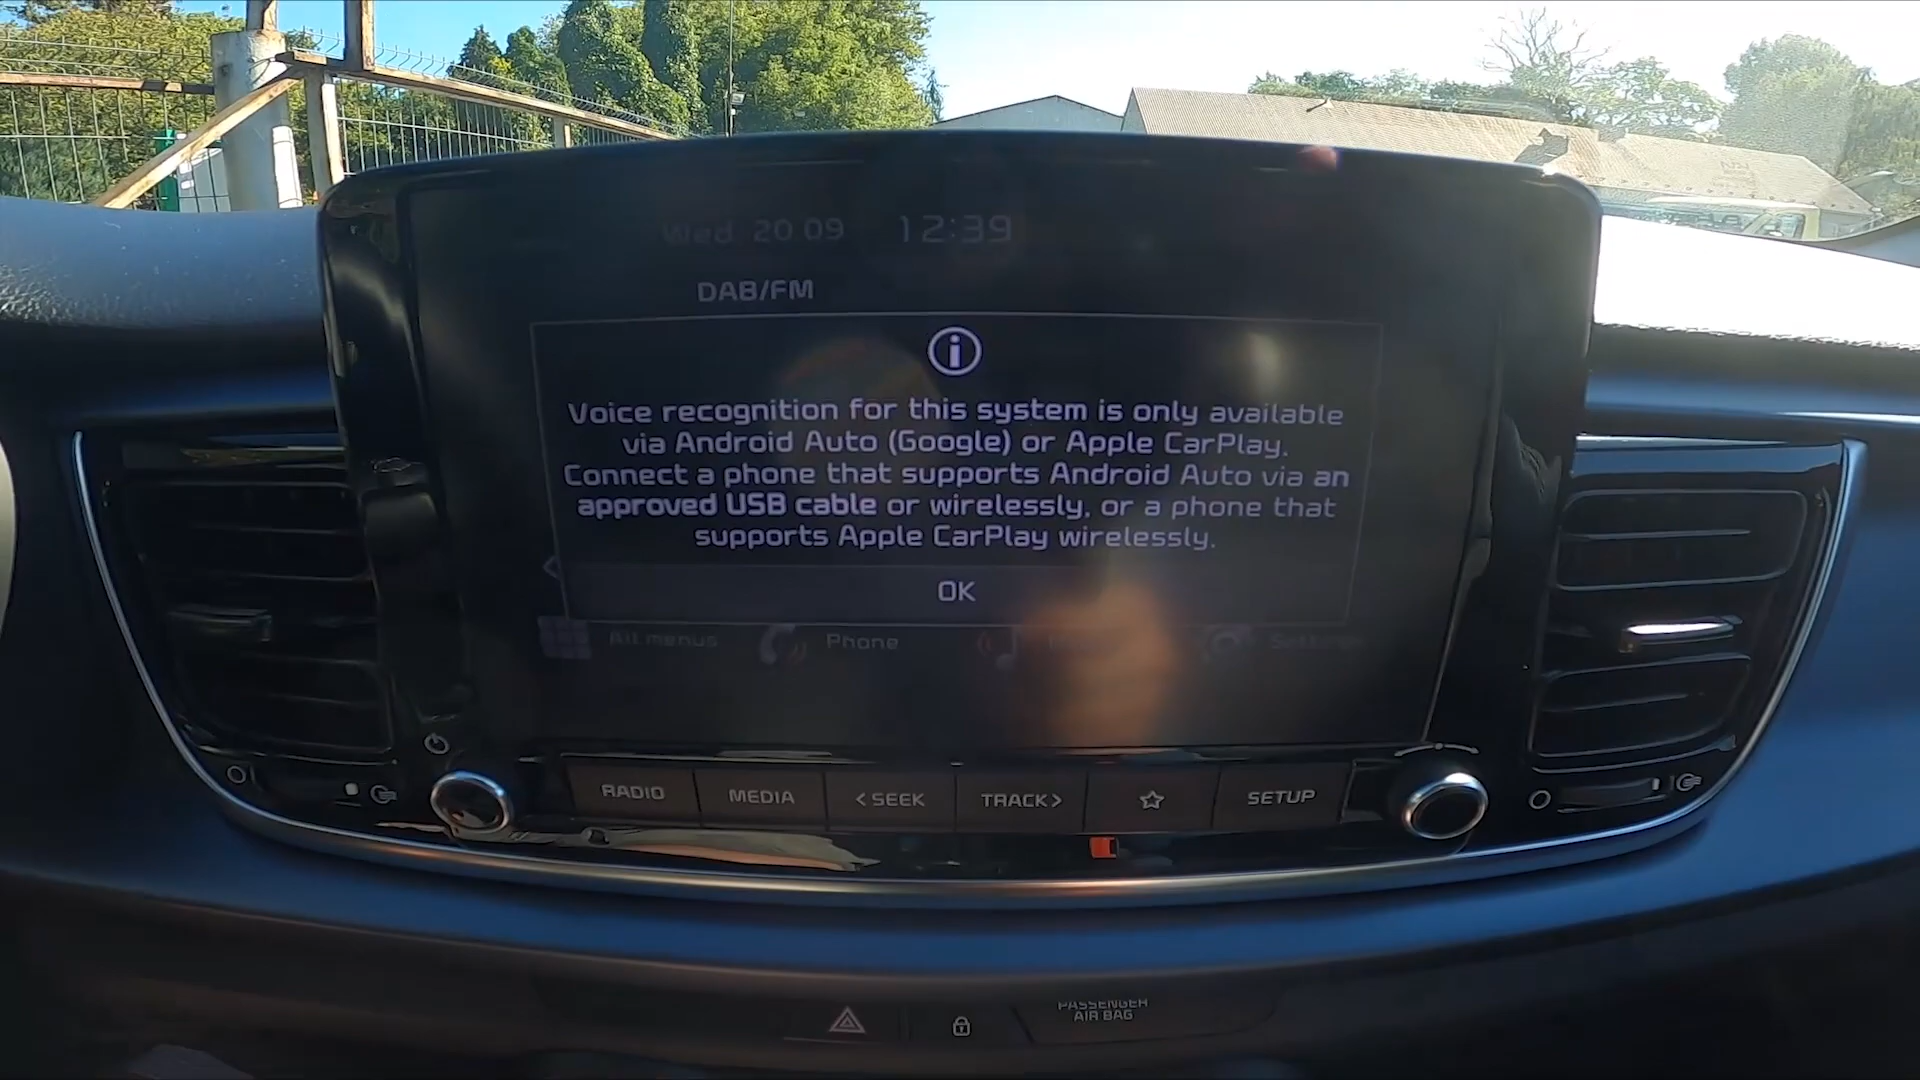 Wed 20 09 12:39
DAB/FM
Voice recognition for this system is only available
via Android Auto (Google) or Apple CarPlay.
Connect a phone that supports Android Auto via an
approved USB cable or wirelessly, or a phone that
supports Apple CarPlay wirelessly.
OK
All menus Phone Settings
RADIO MEDIA < SEEK TRACK > SETUP
PASSENGER
AIR BAG